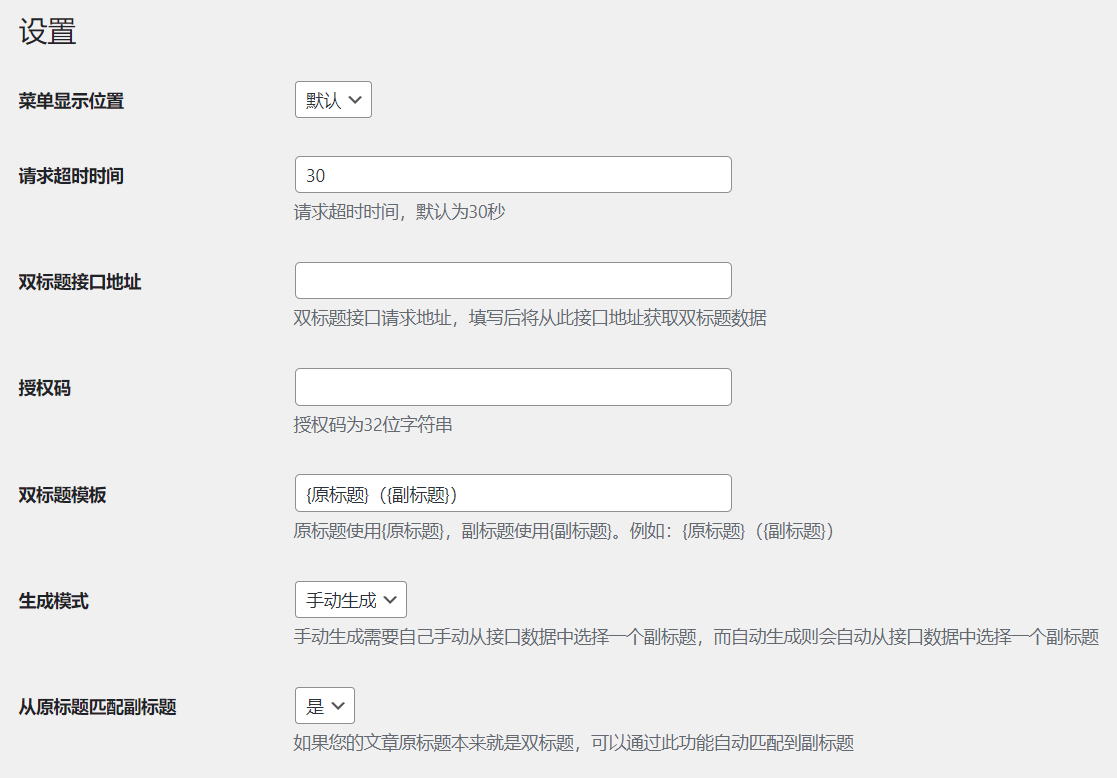 设置
菜单显示位置 默认
请求超时时间 30
请求超时时间，默认为30秒
双标题接口地址
双标题接口请求地址，填写后将从此接口地址获取双标题数据
授权码
授权码为32位字符串
双标题模板 {原标题}（{副标题}）
原标题使用{原标题}，副标题使用{副标题}。例如：{原标题}（{副标题}）
生成模式 手动生成
手动生成需要自己手动从接口数据中选择一个副标题，而自动生成则会自动从接口数据中选择一个副标题
从原标题匹配副标题 是
如果您的文章原标题本来就是双标题，可以通过此功能自动匹配到副标题